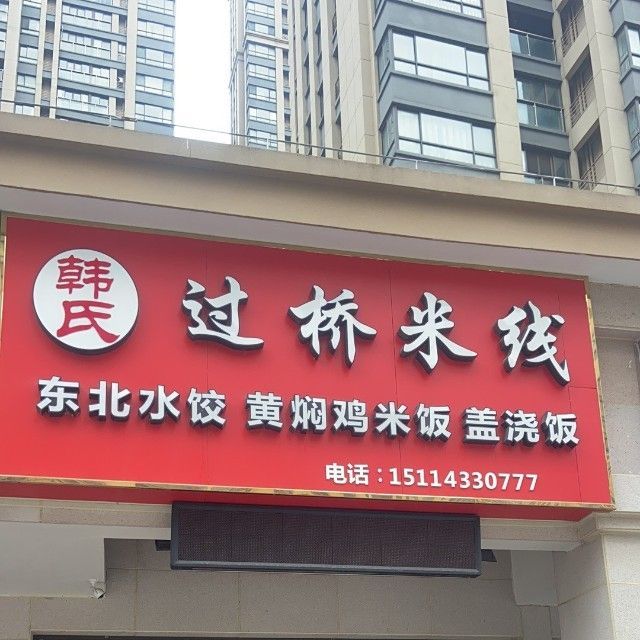 韩氏
过桥米线
东北水饺 黄焖鸡米饭 盖浇饭
电话：15114330777